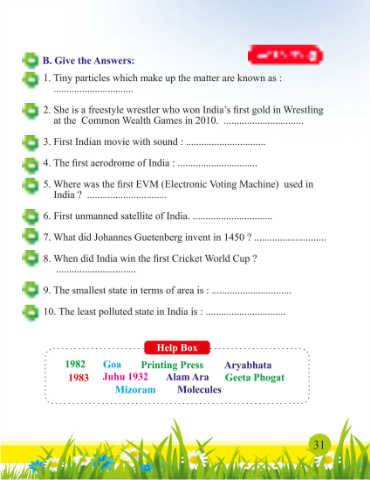 B. Give the Answers:
1. Tiny particles which make up the matter are known as :
...............................
2. She is a freestyle wrestler who won India's first gold in Wrestling
at the Common Wealth Games in 2010. ...............................
3. First Indian movie with sound : ...............................
4. The first aerodrome of India : ...............................
5. Where was the first EVM (Electronic Voting Machine) used in
India ? ...............................
6. First unmanned satellite of India. ...............................
7. What did Johannes Guetenberg invent in 1450 ? ............................
8. When did India win the first Cricket World Cup ?
...............................
9. The smallest state in terms of area is : ...............................
10. The least polluted state in India is : ...............................
Help Box
1982 Goa Printing Press Aryabhata
1983 Juhu 1932 Alam Ara Geeta Phogat
Mizoram Molecules
31